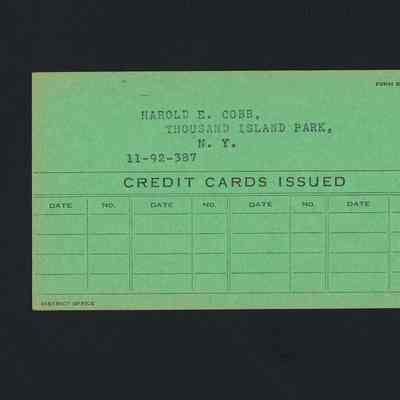 FORM
HAROLD E. COBB,
THOUSAND ISLAND PARK,
N. Y.
11-92-387
CREDIT CARDS ISSUED
DATE NO. DATE NO. DATE NO. DATE
DISTRICT OFFICE